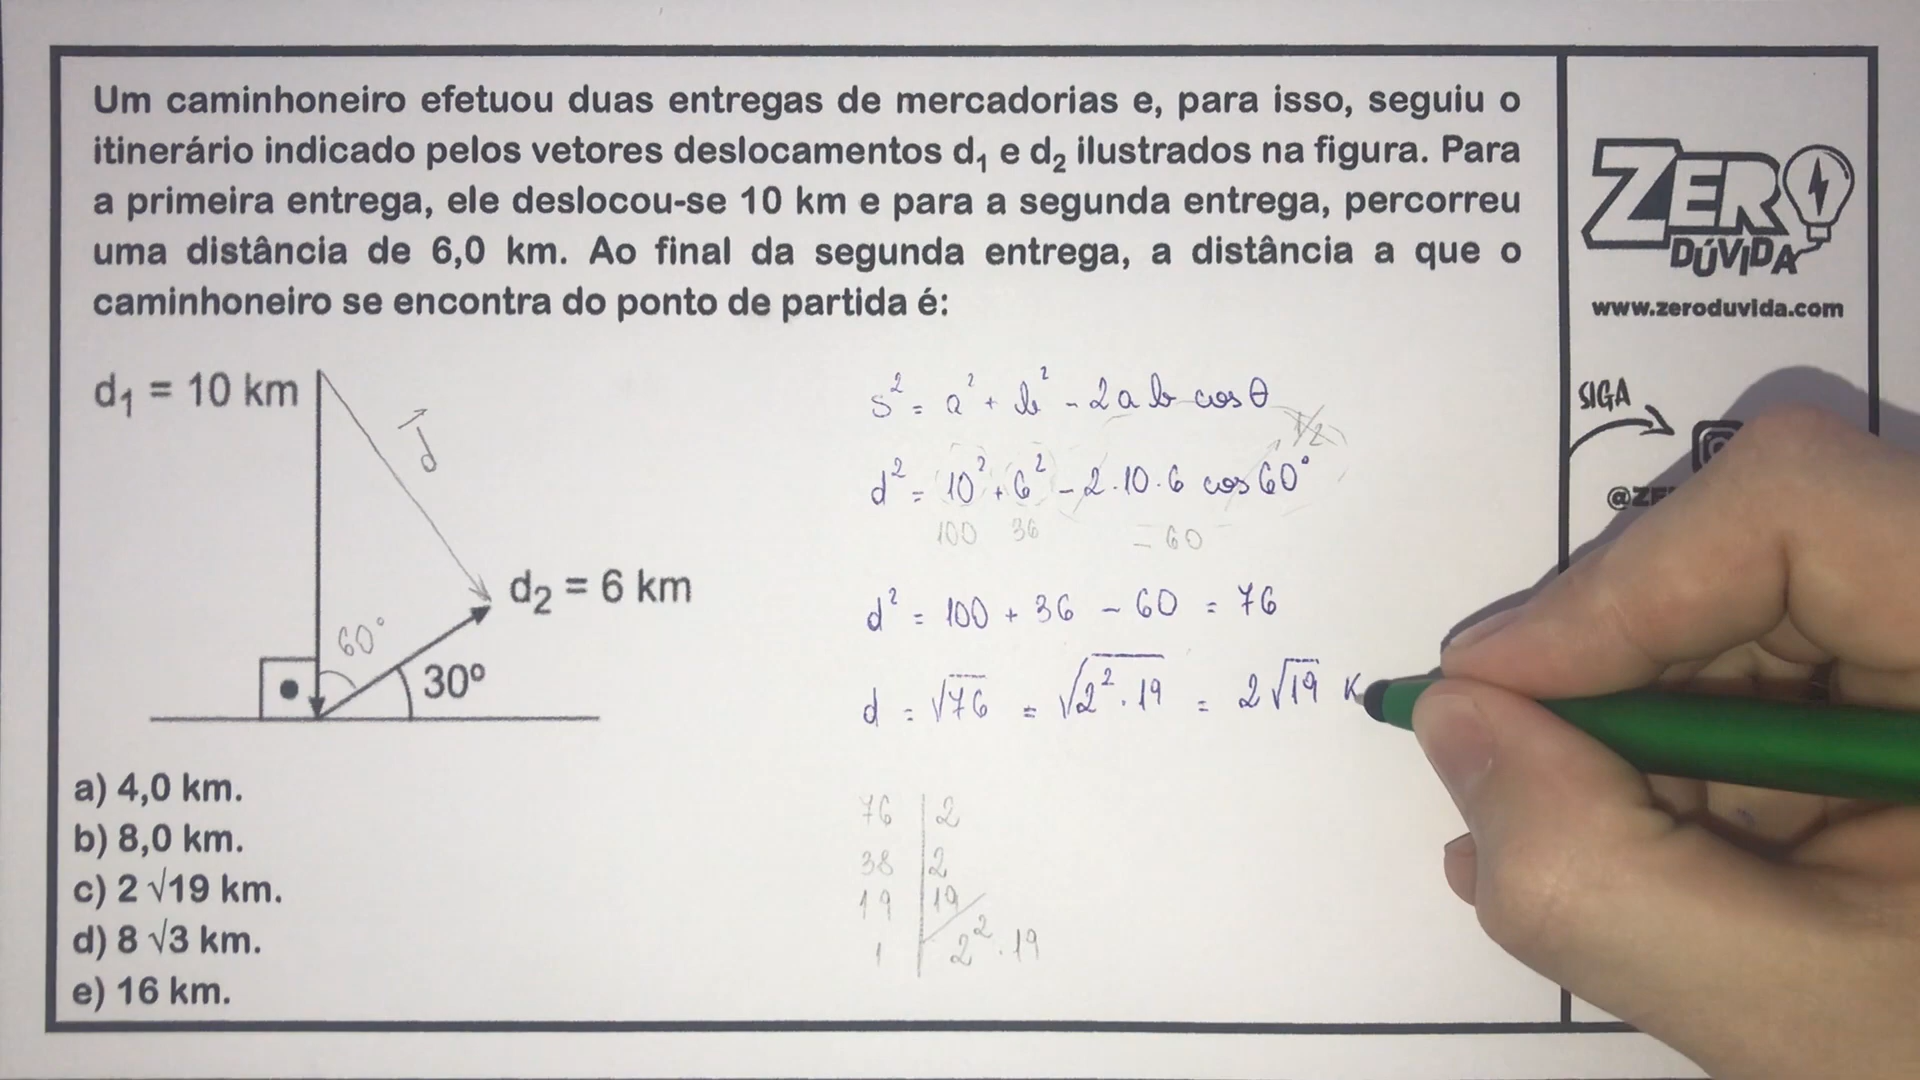 Um caminhoneiro efetuou duas entregas de mercadorias e, para isso, seguiu o
itinerário indicado pelos vetores deslocamentos d₁ e d₂ ilustrados na figura. Para
a primeira entrega, ele deslocou-se 10 km e para a segunda entrega, percorreu
uma distância de 6,0 km. Ao final da segunda entrega, a distância a que o
caminhoneiro se encontra do ponto de partida é:
d₁ = 10 km
d
d₂ = 6 km
60°
30º
a) 4,0 km.
b) 8,0 km.
c) 2 √19 km.
d) 8 √3 km.
e) 16 km.
s² = a² + b² - 2ab cos θ
1/2
d² = 10² + 6² - 2·10·6 cos 60°
100 36 = 60
d² = 100 + 36 - 60 = 76
d = √76 = √2²·19 = 2√19 K
76 | 2
38 | 2
19 | 19
1 | 2²·19
ZERO
DÚVIDA
www.zeroduvida.com
SIGA